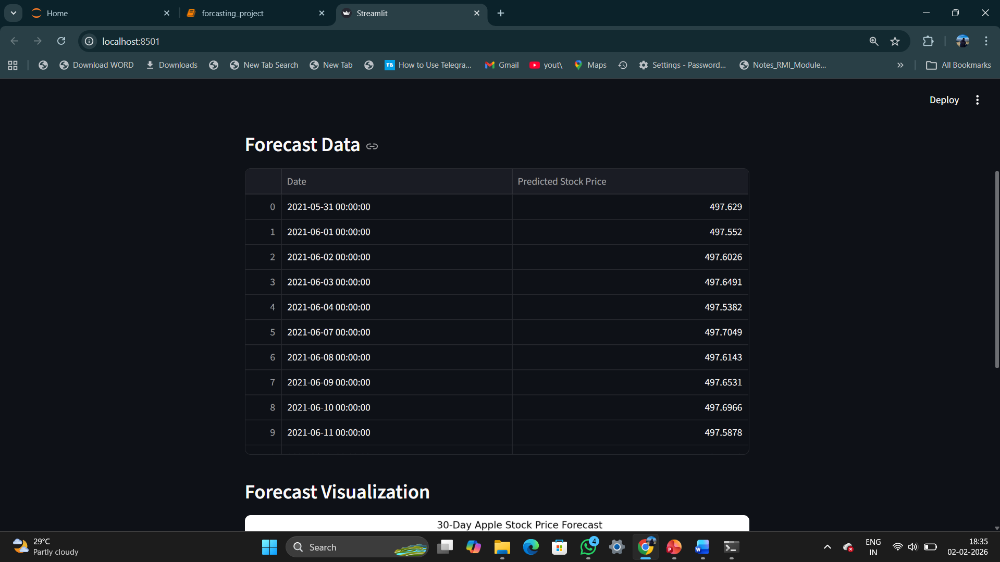 Home
forcasting_project
Streamlit
localhost:8501
Download WORD
Downloads
New Tab Search
New Tab
TB How to Use Telegra...
Gmail
yout\
Maps
Settings - Password...
Notes_RMI_Module...
All Bookmarks
Deploy
Forecast Data
Date Predicted Stock Price
0 2021-05-31 00:00:00 497.629
1 2021-06-01 00:00:00 497.552
2 2021-06-02 00:00:00 497.6026
3 2021-06-03 00:00:00 497.6491
4 2021-06-04 00:00:00 497.5382
5 2021-06-07 00:00:00 497.7049
6 2021-06-08 00:00:00 497.6143
7 2021-06-09 00:00:00 497.6531
8 2021-06-10 00:00:00 497.6966
9 2021-06-11 00:00:00 497.5878
Forecast Visualization
30-Day Apple Stock Price Forecast
29°C
Partly cloudy
Search
4
P
W
ENG
IN
18:35
02-02-2026